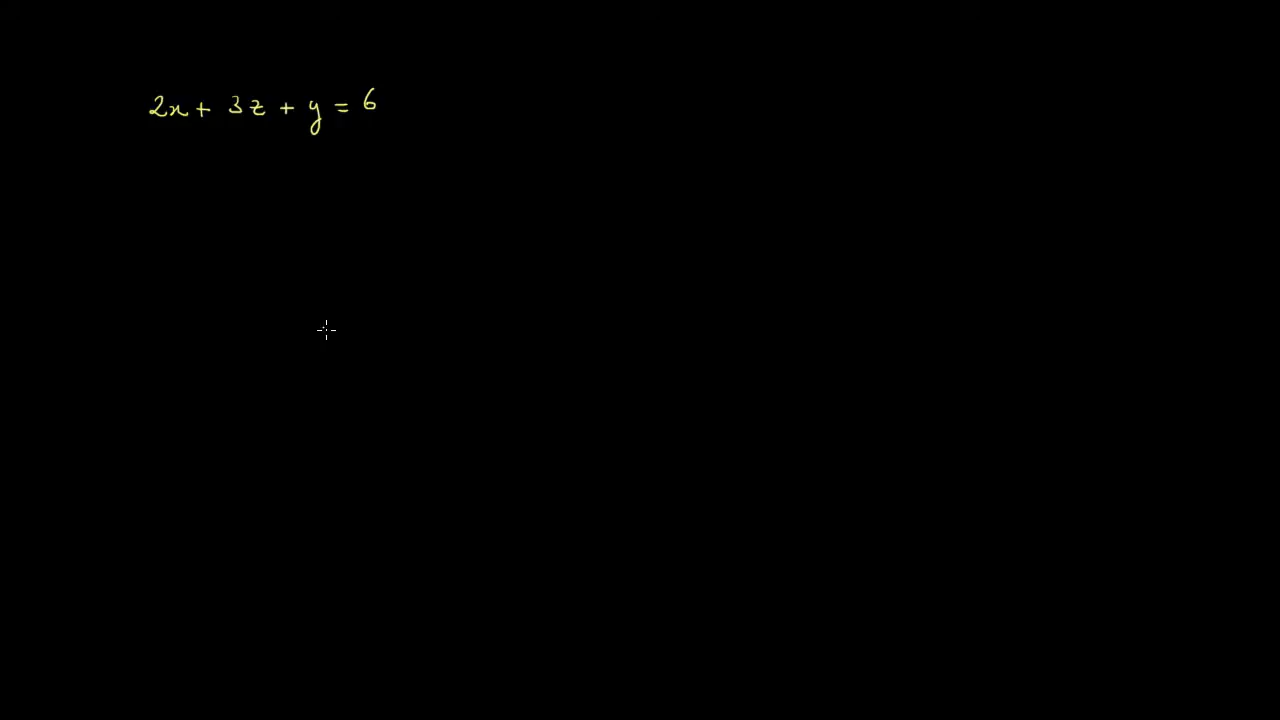 2x + 3z + y = 6